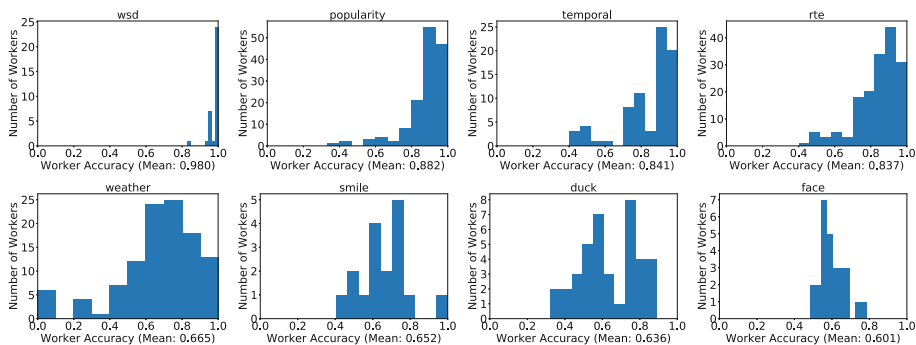 wsd
Number of Workers
25
20
15
10
5
0
0.0 0.2 0.4 0.6 0.8 1.0
Worker Accuracy (Mean: 0.980)
popularity
Number of Workers
50
40
30
20
10
0
0.0 0.2 0.4 0.6 0.8 1.0
Worker Accuracy (Mean: 0.882)
temporal
Number of Workers
25
20
15
10
5
0
0.0 0.2 0.4 0.6 0.8 1.0
Worker Accuracy (Mean: 0.841)
rte
Number of Workers
40
30
20
10
0
0.0 0.2 0.4 0.6 0.8 1.0
Worker Accuracy (Mean: 0.837)
weather
Number of Workers
25
20
15
10
5
0
0.0 0.2 0.4 0.6 0.8 1.0
Worker Accuracy (Mean: 0.665)
smile
Number of Workers
5
4
3
2
1
0
0.0 0.2 0.4 0.6 0.8 1.0
Worker Accuracy (Mean: 0.652)
duck
Number of Workers
8
7
6
5
4
3
2
1
0
0.0 0.2 0.4 0.6 0.8 1.0
Worker Accuracy (Mean: 0.636)
face
Number of Workers
7
6
5
4
3
2
1
0
0.0 0.2 0.4 0.6 0.8 1.0
Worker Accuracy (Mean: 0.601)